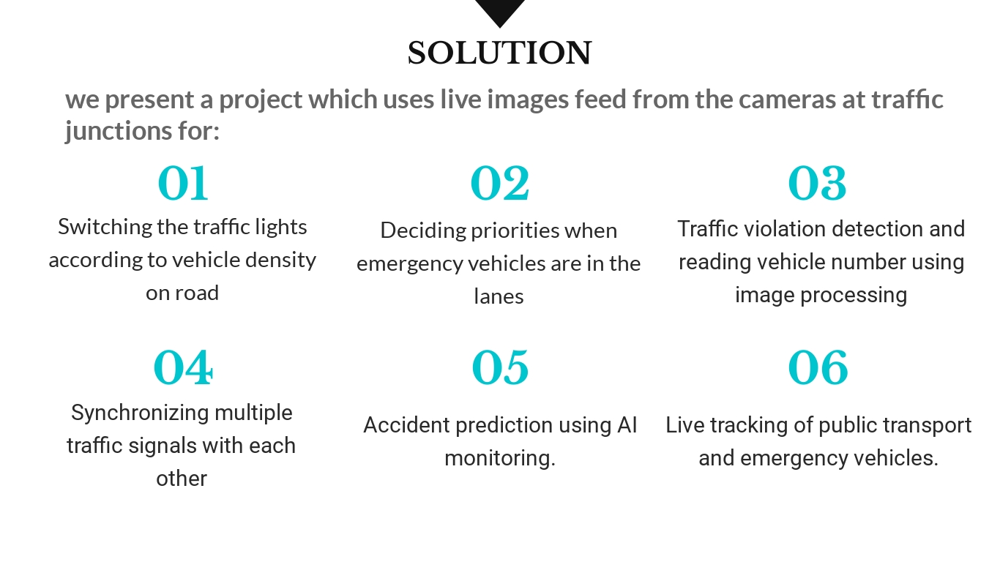 SOLUTION
we present a project which uses live images feed from the cameras at traffic
junctions for:
01
Switching the traffic lights
according to vehicle density
on road
02
Deciding priorities when
emergency vehicles are in the
lanes
03
Traffic violation detection and
reading vehicle number using
image processing
04
Synchronizing multiple
traffic signals with each
other
05
Accident prediction using AI
monitoring.
06
Live tracking of public transport
and emergency vehicles.